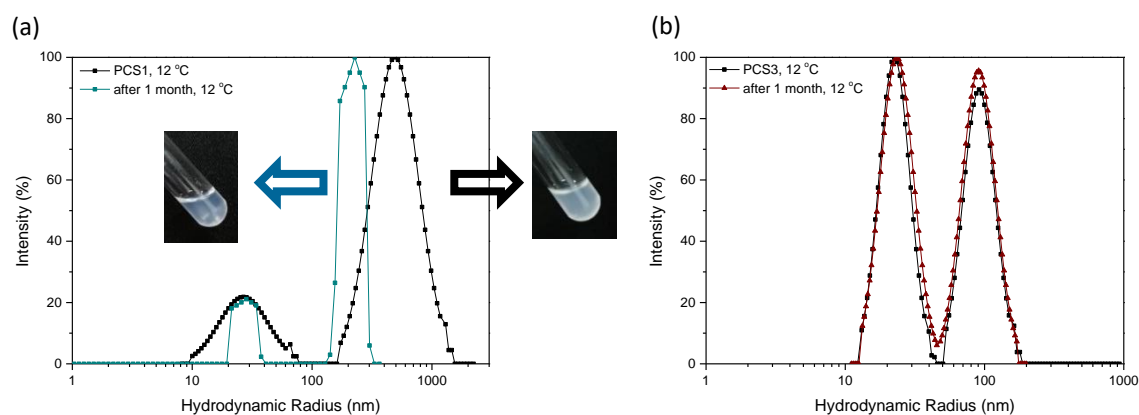 (a)
100
80
60
40
20
0
Intensity (%)
PCS1, 12 °C
after 1 month, 12 °C
1
10
100
1000
Hydrodynamic Radius (nm)
(b)
100
80
60
40
20
0
Intensity (%)
PCS3, 12 °C
after 1 month, 12 °C
1
10
100
1000
Hydrodynamic Radius (nm)